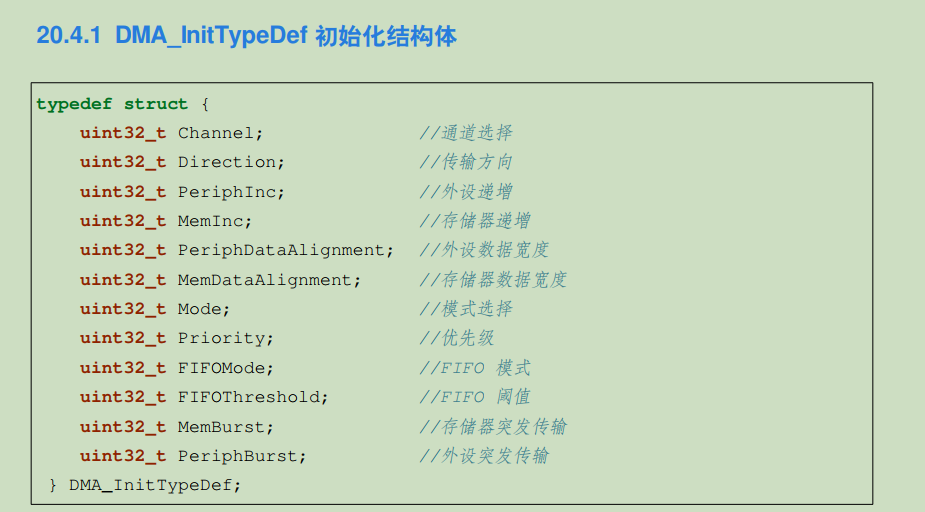 20.4.1 DMA_InitTypeDef 初始化结构体
typedef struct {
uint32_t Channel; //通道选择
uint32_t Direction; //传输方向
uint32_t PeriphInc; //外设递增
uint32_t MemInc; //存储器递增
uint32_t PeriphDataAlignment; //外设数据宽度
uint32_t MemDataAlignment; //存储器数据宽度
uint32_t Mode; //模式选择
uint32_t Priority; //优先级
uint32_t FIFOMode; //FIFO 模式
uint32_t FIFOThreshold; //FIFO 阈值
uint32_t MemBurst; //存储器突发传输
uint32_t PeriphBurst; //外设突发传输
} DMA_InitTypeDef;